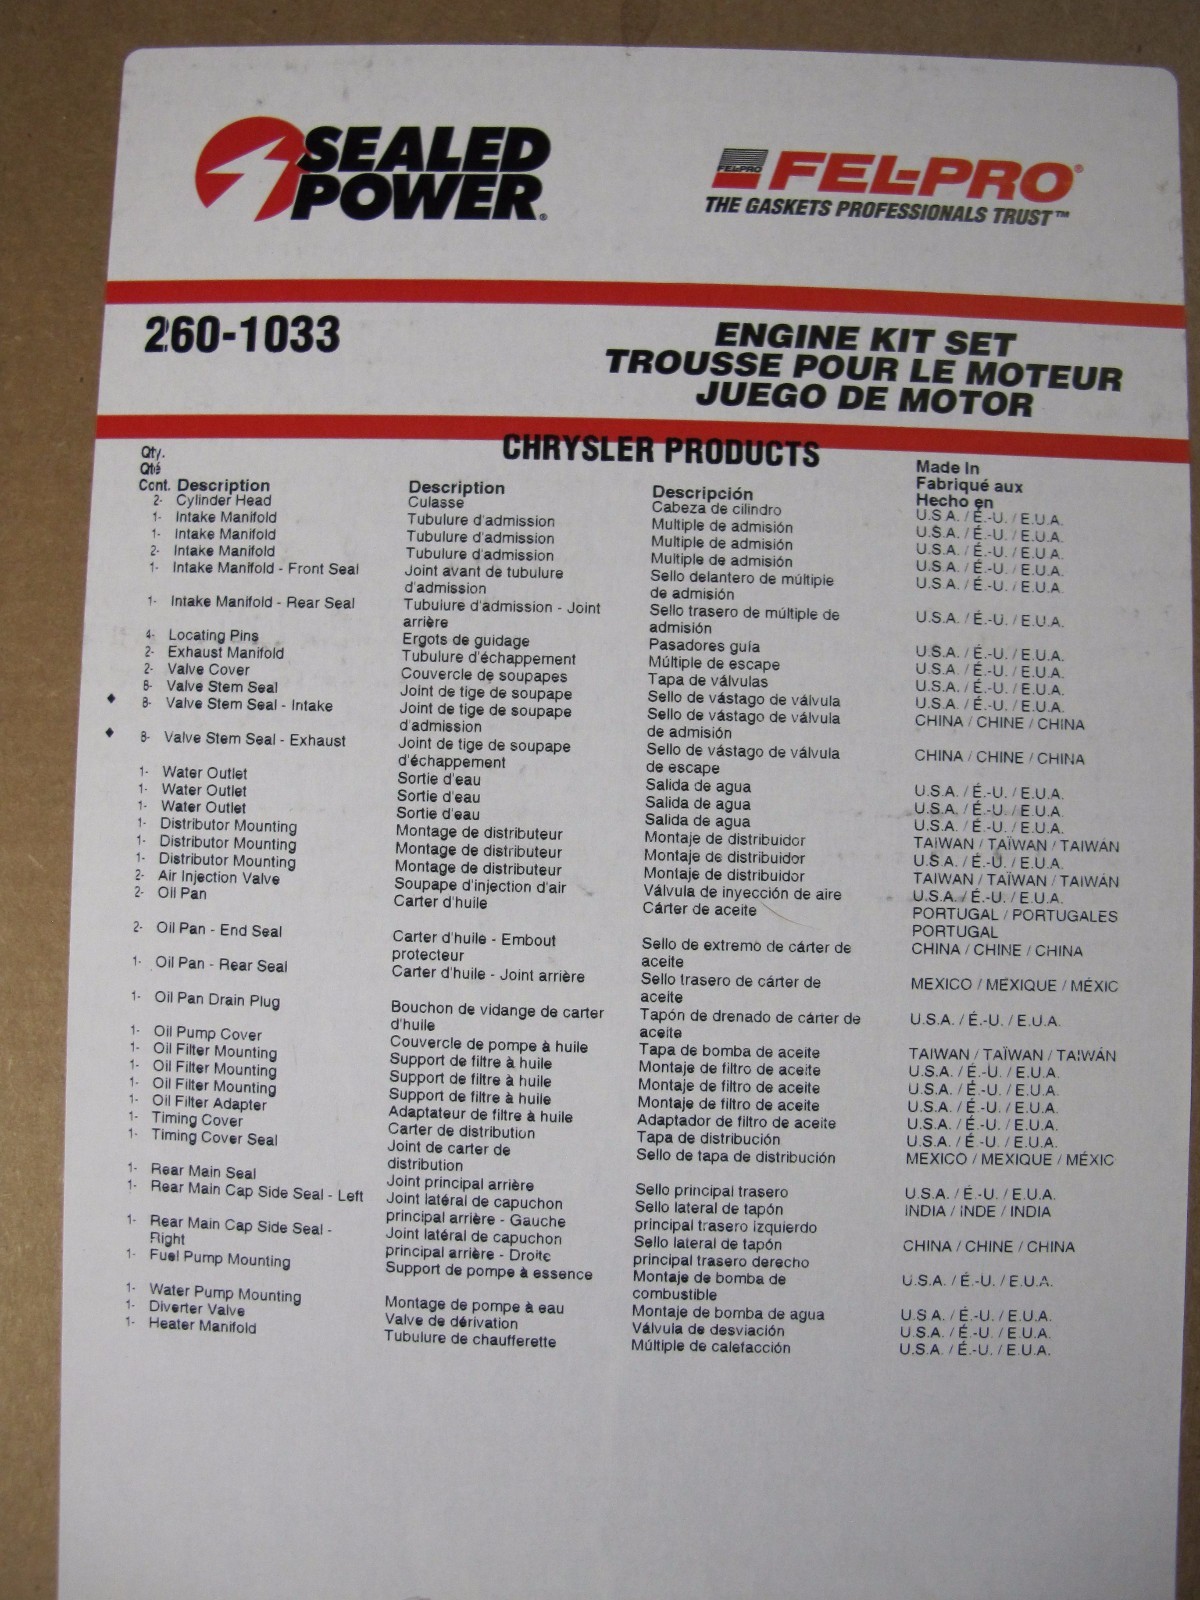 SEALED
POWER®
FELPRO
FEL-PRO®
THE GASKETS PROFESSIONALS TRUST™
260-1033
ENGINE KIT SET
TROUSSE POUR LE MOTEUR
JUEGO DE MOTOR
CHRYSLER PRODUCTS
Qty.
Qté
Cont. Description Description Descripción Made In
Fabriqué aux
Hecho en
2- Cylinder Head Culasse Cabeza de cilindro U.S.A. / É.-U. / E.U.A.
1- Intake Manifold Tubulure d'admission Multiple de admisión U.S.A. / É.-U. / E.U.A.
1- Intake Manifold Tubulure d'admission Multiple de admisión U.S.A. / É.-U. / E.U.A.
2- Intake Manifold Tubulure d'admission Multiple de admisión U.S.A. / É.-U. / E.U.A.
1- Intake Manifold - Front Seal Joint avant de tubulure Sello delantero de múltiple U.S.A. / É.-U. / E.U.A.
d'admission de admisión
1- Intake Manifold - Rear Seal Tubulure d'admission - Joint Sello trasero de múltiple de U.S.A. / É.-U. / E.U.A.
arrière admisión
4- Locating Pins Ergots de guidage Pasadores guía U.S.A. / É.-U. / E.U.A.
2- Exhaust Manifold Tubulure d'échappement Múltiple de escape U.S.A. / É.-U. / E.U.A.
2- Valve Cover Couvercle de soupapes Tapa de válvulas U.S.A. / É.-U. / E.U.A.
8- Valve Stem Seal Joint de tige de soupape Sello de vástago de válvula U.S.A. / É.-U. / E.U.A.
♦ 8- Valve Stem Seal - Intake Joint de tige de soupape Sello de vástago de válvula CHINA / CHINE / CHINA
d'admission de admisión
♦ 8- Valve Stem Seal - Exhaust Joint de tige de soupape Sello de vástago de válvula CHINA / CHINE / CHINA
d'échappement de escape
1- Water Outlet Sortie d'eau Salida de agua U.S.A. / É.-U. / E.U.A.
1- Water Outlet Sortie d'eau Salida de agua U.S.A. / É.-U. / E.U.A.
1- Water Outlet Sortie d'eau Salida de agua U.S.A. / É.-U. / E.U.A.
1- Distributor Mounting Montage de distributeur Montaje de distribuidor TAIWAN / TAÏWAN / TAIWÁN
1- Distributor Mounting Montage de distributeur Montaje de distribuidor U.S.A. / É.-U. / E.U.A.
1- Distributor Mounting Montage de distributeur Montaje de distribuidor TAIWAN / TAÏWAN / TAIWÁN
2- Air Injection Valve Soupape d'injection d'air Válvula de inyección de aire U.S.A. / É.-U. / E.U.A.
2- Oil Pan Carter d'huile Cárter de aceite PORTUGAL / PORTUGALES
PORTUGAL
2- Oil Pan - End Seal Carter d'huile - Embout Sello de extremo de cárter de CHINA / CHINE / CHINA
protecteur aceite
1- Oil Pan - Rear Seal Carter d'huile - Joint arrière Sello trasero de cárter de MEXICO / MEXIQUE / MÉXIC
aceite
1- Oil Pan Drain Plug Bouchon de vidange de carter Tapón de drenado de cárter de U.S.A. / É.-U. / E.U.A.
d'huile aceite
1- Oil Pump Cover Couvercle de pompe à huile Tapa de bomba de aceite TAIWAN / TAÏWAN / TAIWÁN
1- Oil Filter Mounting Support de filtre à huile Montaje de filtro de aceite U.S.A. / É.-U. / E.U.A.
1- Oil Filter Mounting Support de filtre à huile Montaje de filtro de aceite U.S.A. / É.-U. / E.U.A.
1- Oil Filter Mounting Support de filtre à huile Montaje de filtro de aceite U.S.A. / É.-U. / E.U.A.
1- Oil Filter Adapter Adaptateur de filtre à huile Adaptador de filtro de aceite U.S.A. / É.-U. / E.U.A.
1- Timing Cover Carter de distribution Tapa de distribución U.S.A. / É.-U. / E.U.A.
1- Timing Cover Seal Joint de carter de Sello de tapa de distribución MEXICO / MEXIQUE / MÉXIC
distribution
1- Rear Main Seal Joint principal arrière Sello principal trasero U.S.A. / É.-U. / E.U.A.
1- Rear Main Cap Side Seal - Left Joint latéral de capuchon Sello lateral de tapón INDIA / INDE / INDIA
principal arrière - Gauche principal trasero izquierdo
1- Rear Main Cap Side Seal - Joint latéral de capuchon Sello lateral de tapón CHINA / CHINE / CHINA
Right principal arrière - Droite principal trasero derecho
1- Fuel Pump Mounting Support de pompe à essence Montaje de bomba de U.S.A. / É.-U. / E.U.A.
combustible
1- Water Pump Mounting Montage de pompe à eau Montaje de bomba de agua U.S.A. / É.-U. / E.U.A.
1- Diverter Valve Valve de dérivation Válvula de desviación U.S.A. / É.-U. / E.U.A.
1- Heater Manifold Tubulure de chaufferette Múltiple de calefacción U.S.A. / É.-U. / E.U.A.